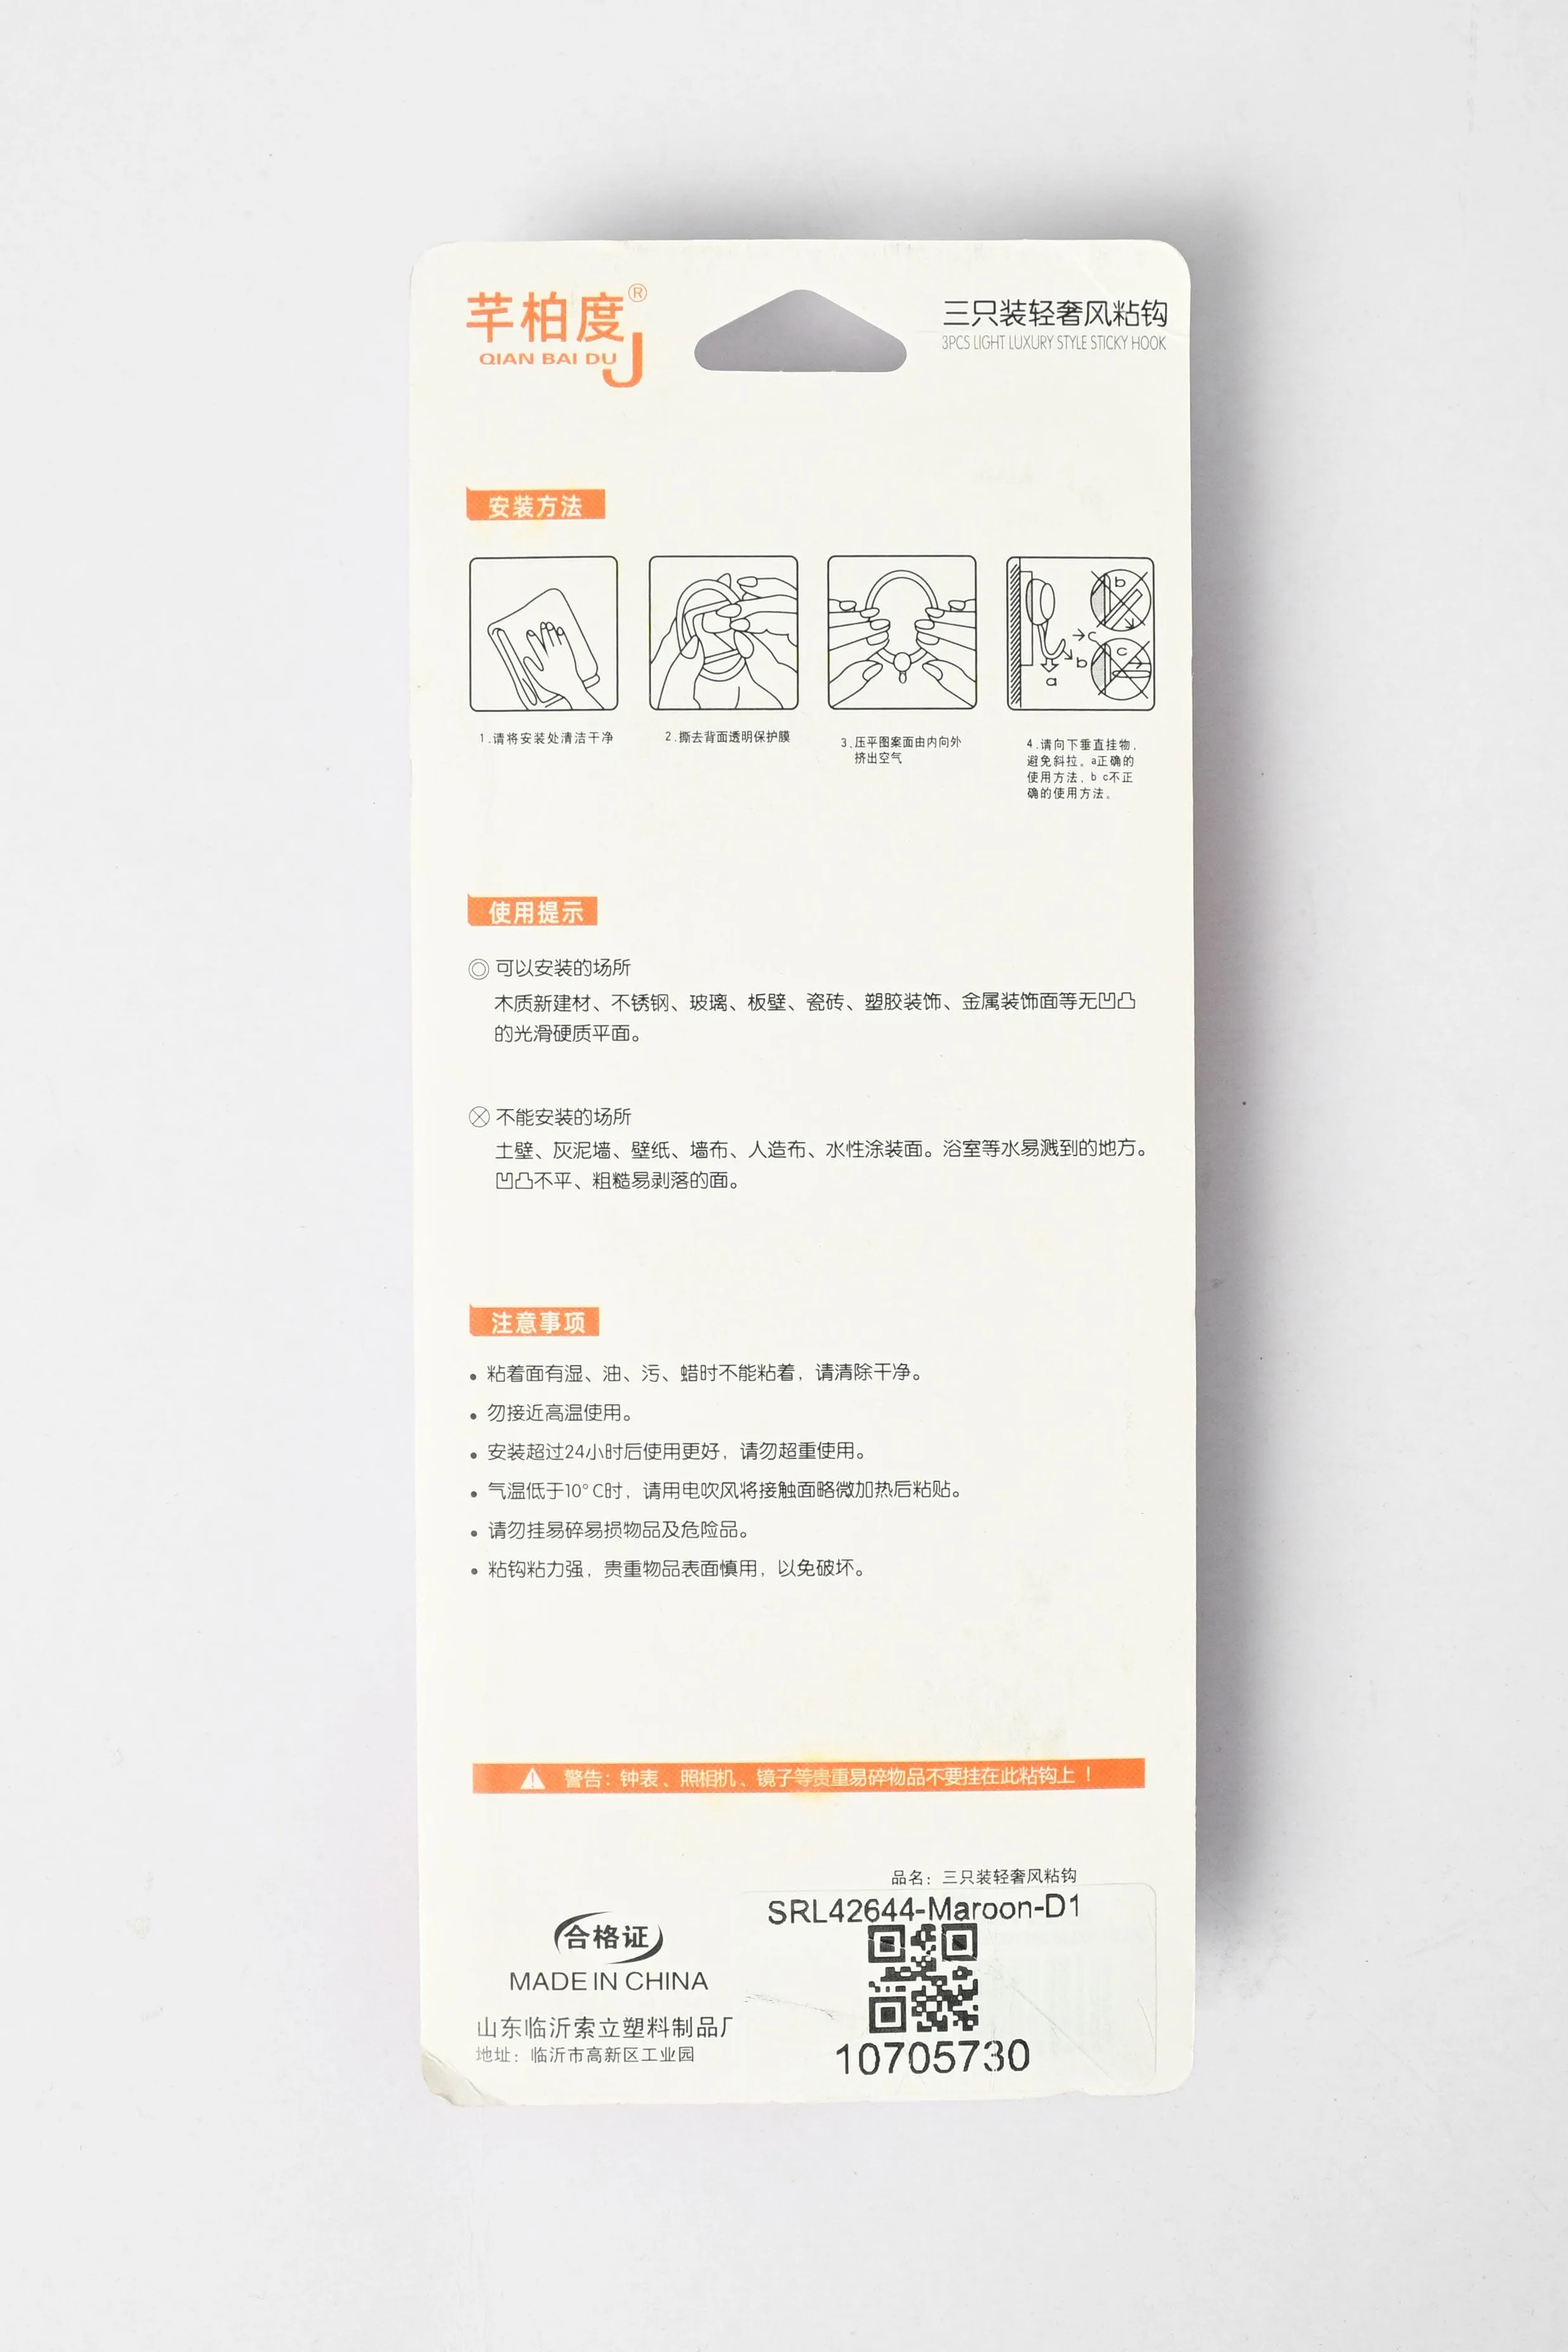 芊柏度®
QIAN BAI DU
三只装轻奢风粘钩
3PCS LIGHT LUXURY STYLE STICKY HOOK
安装方法
b
c
b
a
1.请将安装处清洁干净
2.撕去背面透明保护膜
3.压平图案面由内向外
挤出空气
4.请向下垂直挂物，
避免斜拉。a正确的
使用方法，b c不正
确的使用方法。
使用提示
可以安装的场所
木质新建材、不锈钢、玻璃、板壁、瓷砖、塑胶装饰、金属装饰面等无凹凸
的光滑硬质平面。
不能安装的场所
土壁、灰泥墙、壁纸、墙布、人造布、水性涂装面。浴室等水易溅到的地方。
凹凸不平、粗糙易剥落的面。
注意事项
• 粘着面有湿、油、污、蜡时不能粘着，请清除干净。
• 勿接近高温使用。
• 安装超过24小时后使用更好，请勿超重使用。
• 气温低于10°C时，请用电吹风将接触面略微加热后粘贴。
• 请勿挂易碎易损物品及危险品。
• 粘钩粘力强，贵重物品表面慎用，以免破坏。
警告：钟表、照相机、镜子等贵重易碎物品不要挂在此粘钩上！
品名：三只装轻奢风粘钩
SRL42644-Maroon-D1
10705730
合格证
MADE IN CHINA
山东临沂索立塑料制品厂
地址：临沂市高新区工业园